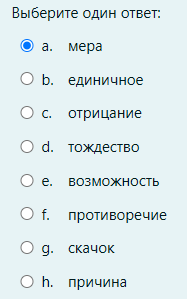 Выберите один ответ:
a. мера
b. единичное
c. отрицание
d. тождество
e. возможность
f. противоречие
g. скачок
h. причина